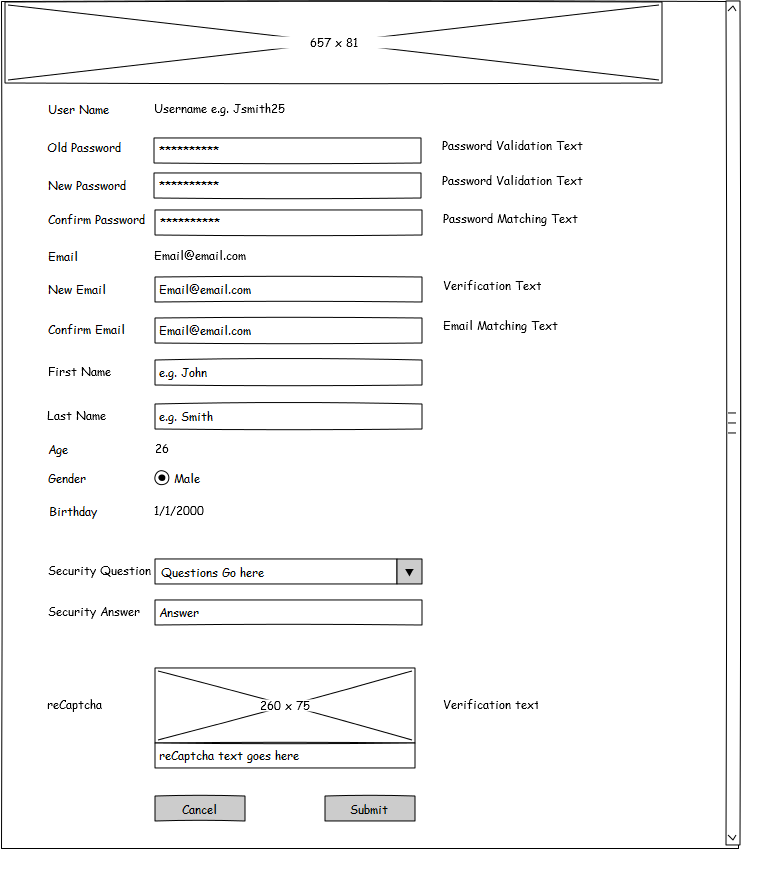 657 x 81
User Name Username e.g. Jsmith25
Old Password ********** Password Validation Text
New Password ********** Password Validation Text
Confirm Password ********** Password Matching Text
Email Email@email.com
New Email Email@email.com Verification Text
Confirm Email Email@email.com Email Matching Text
First Name e.g. John
Last Name e.g. Smith
Age 26
Gender Male
Birthday 1/1/2000
Security Question Questions Go here
Security Answer Answer
reCaptcha 260 x 75 Verification text
reCaptcha text goes here
Cancel Submit